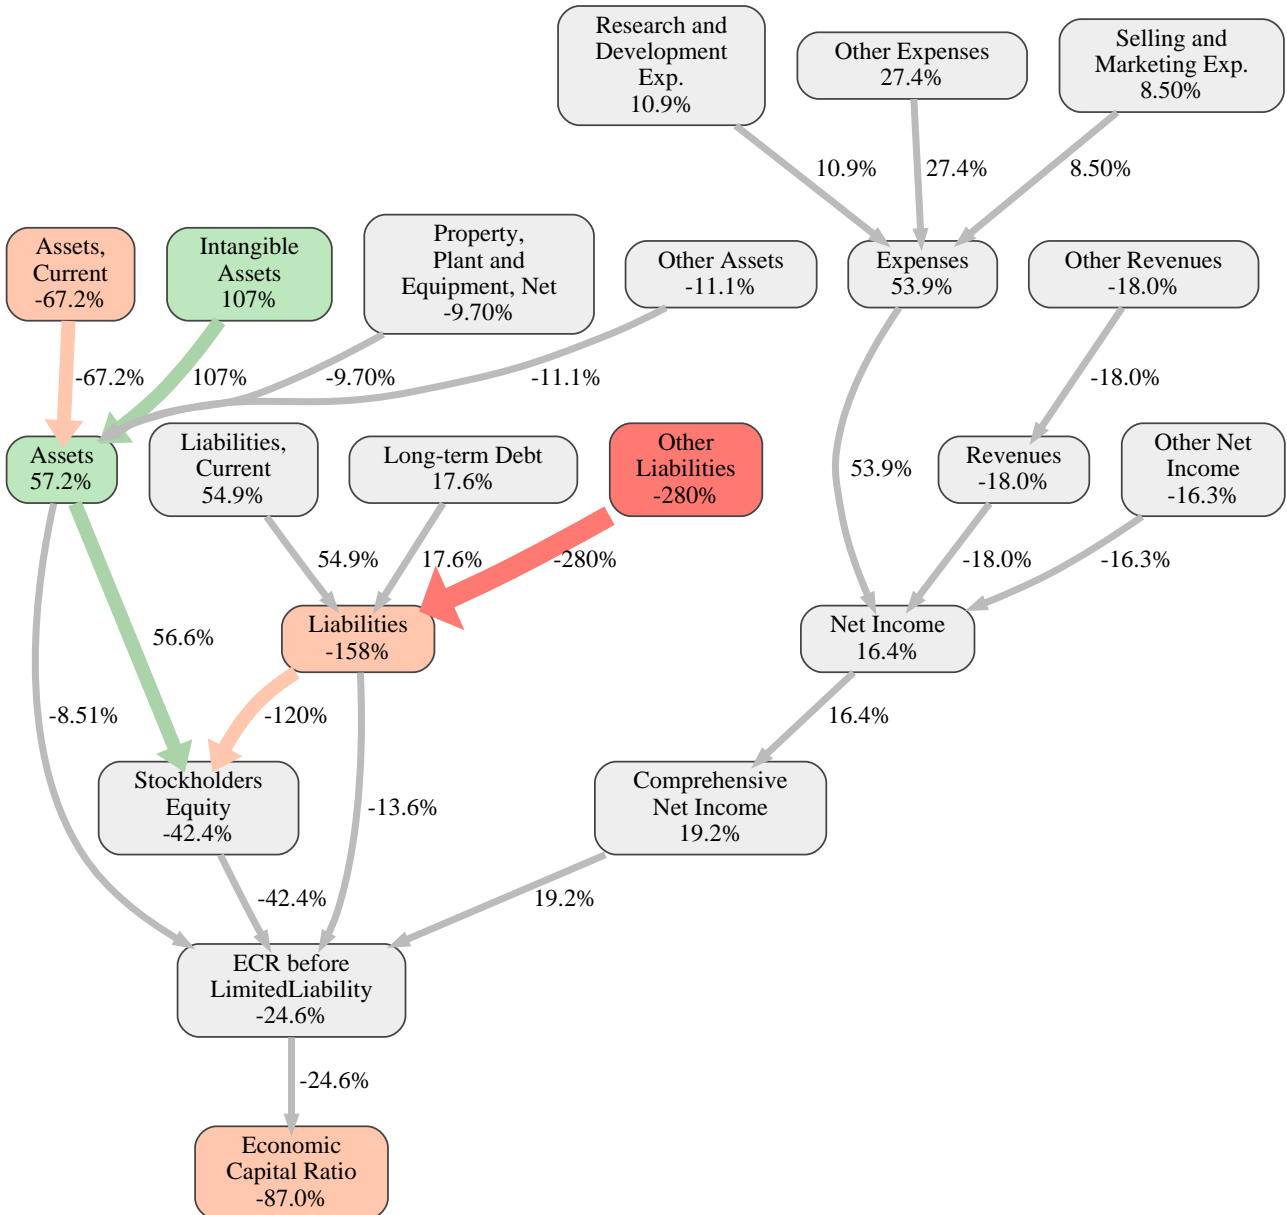 Research and
Development
Exp.
10.9%
Other Expenses
27.4%
Selling and
Marketing Exp.
8.50%
10.9%
27.4%
8.50%
Assets,
Current
-67.2%
Intangible
Assets
107%
Property,
Plant and
Equipment, Net
-9.70%
Other Assets
-11.1%
Expenses
53.9%
Other Revenues
-18.0%
-67.2%
107%
-9.70%
-11.1%
-18.0%
Assets
57.2%
Liabilities,
Current
54.9%
Long-term Debt
17.6%
Other
Liabilities
-280%
53.9%
Revenues
-18.0%
Other Net
Income
-16.3%
54.9%
17.6%
-280%
-18.0%
-16.3%
56.6%
Liabilities
-158%
Net Income
16.4%
-8.51%
-120%
16.4%
Stockholders
Equity
-42.4%
-13.6%
Comprehensive
Net Income
19.2%
-42.4%
19.2%
ECR before
LimitedLiability
-24.6%
-24.6%
Economic
Capital Ratio
-87.0%